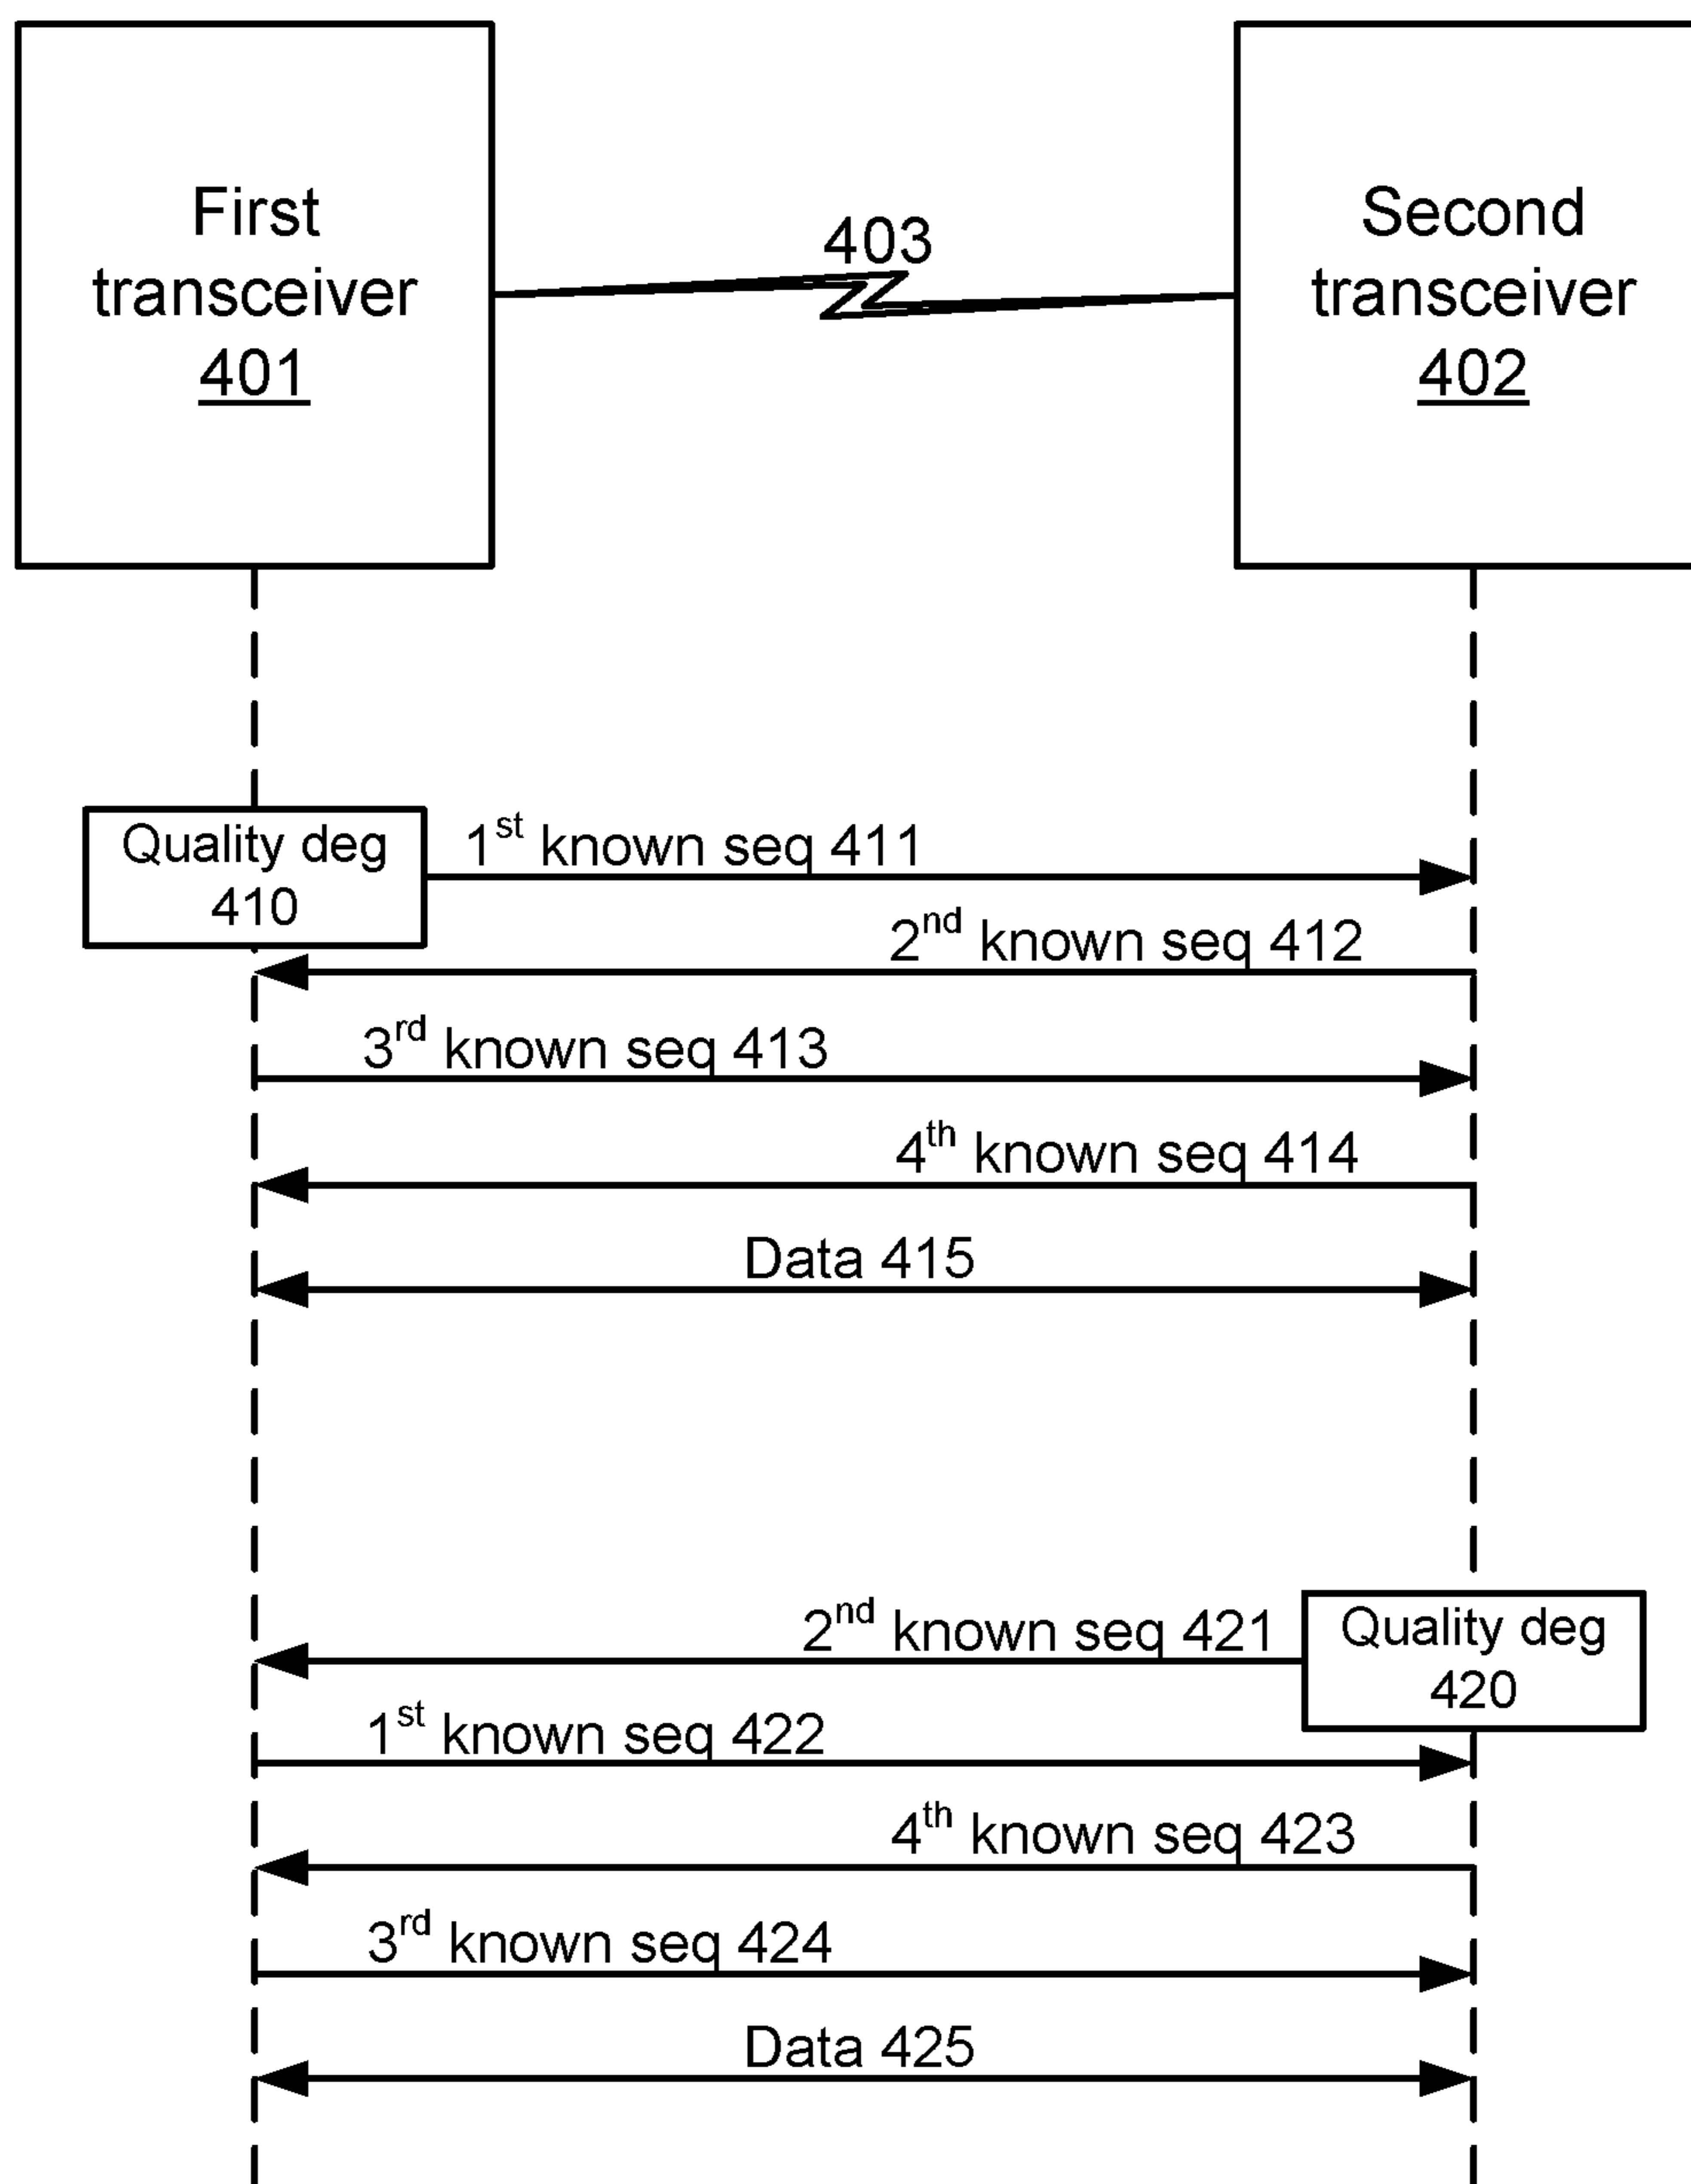 First
transceiver
401
403
Second
transceiver
402
Quality deg
410
1st known seq 411
2nd known seq 412
3rd known seq 413
4th known seq 414
Data 415
2nd known seq 421
Quality deg
420
1st known seq 422
4th known seq 423
3rd known seq 424
Data 425